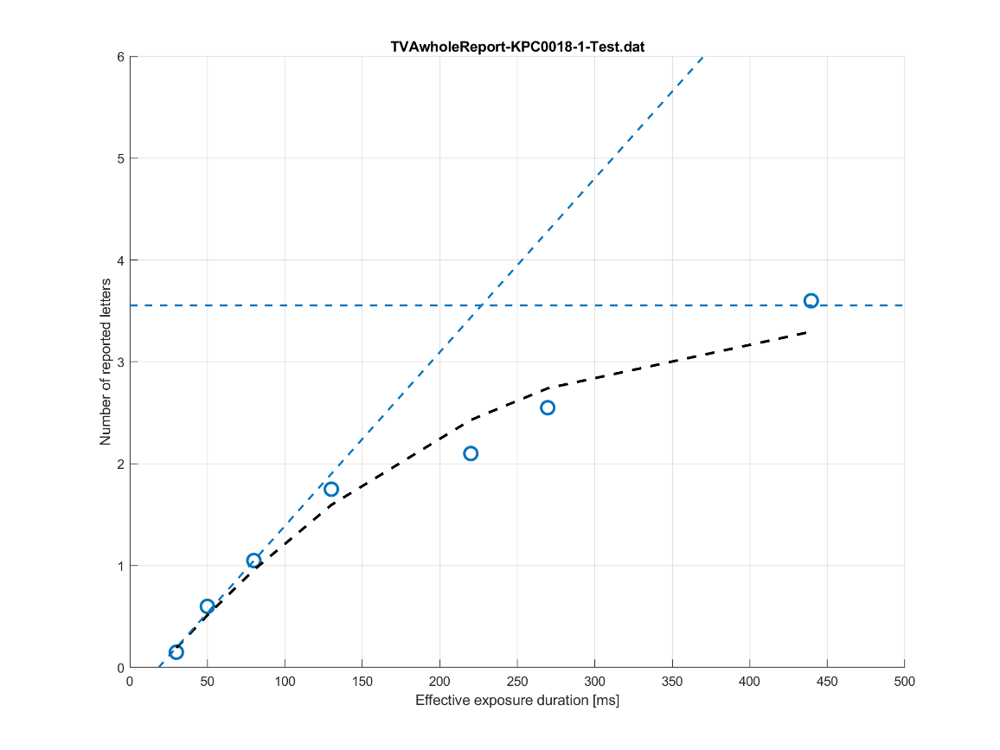 TVAwholeReport-KPC0018-1-Test.dat
6
5
4
3
2
1
0
Number of reported letters
0 50 100 150 200 250 300 350 400 450 500
Effective exposure duration [ms]